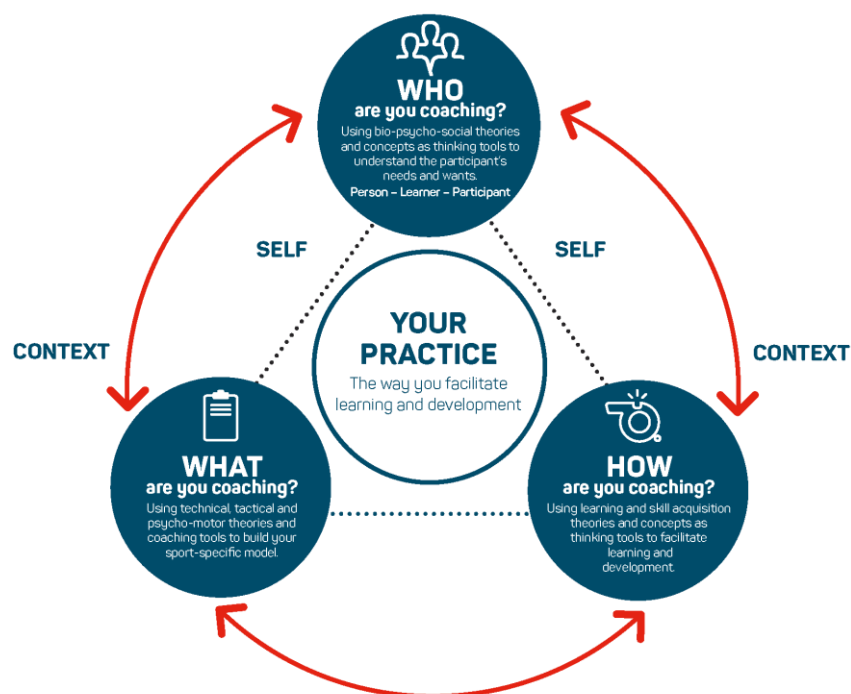 WHO
are you coaching?
Using bio-psycho-social theories
and concepts as thinking tools to
understand the participant's
needs and wants.
Person – Learner – Participant
SELF
SELF
CONTEXT
CONTEXT
YOUR
PRACTICE
The way you facilitate
learning and development
WHAT
are you coaching?
Using technical, tactical and
psycho-motor theories and
coaching tools to build your
sport-specific model.
HOW
are you coaching?
Using learning and skill acquisition
theories and concepts as
thinking tools to facilitate
learning and
development.